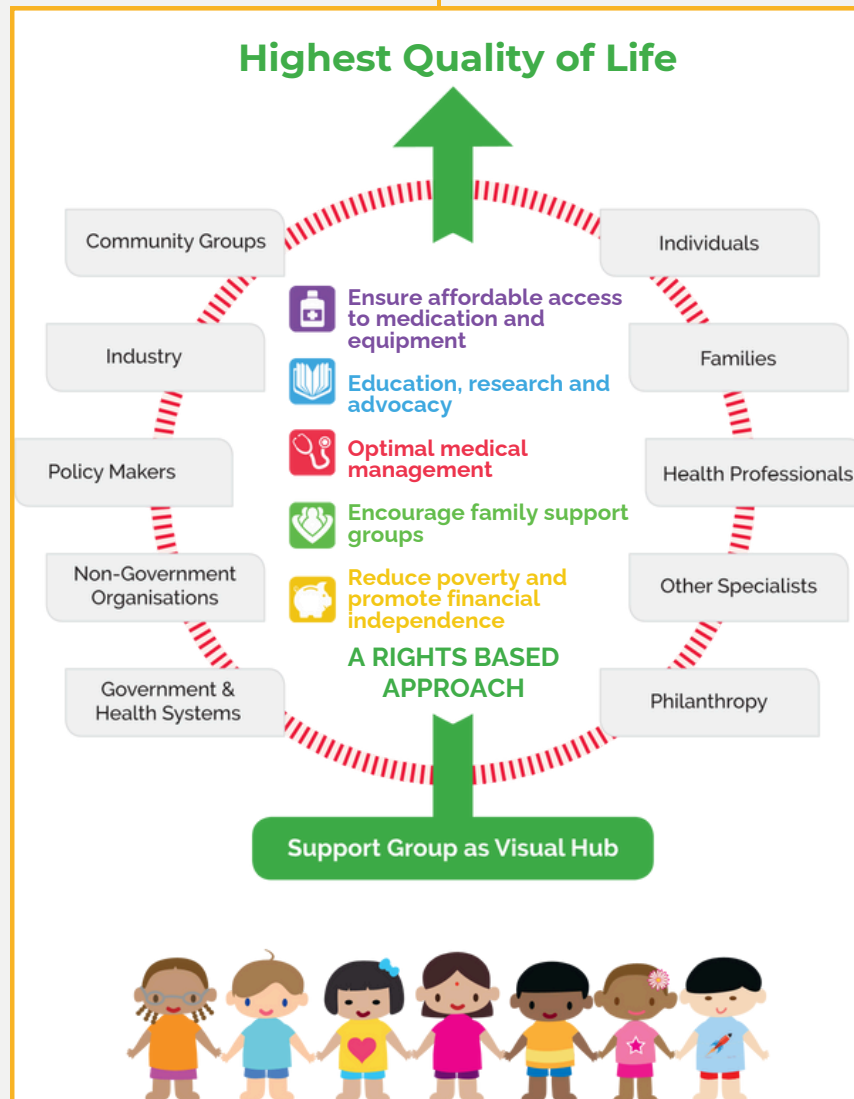 Highest Quality of Life
Community Groups
Individuals
Ensure affordable access
to medication and
equipment
Industry
Families
Education, research and
advocacy
Optimal medical
management
Policy Makers
Health Professionals
Encourage family support
groups
Non-Government
Organisations
Other Specialists
Reduce poverty and
promote financial
independence
A RIGHTS BASED
APPROACH
Government &
Health Systems
Philanthropy
Support Group as Visual Hub